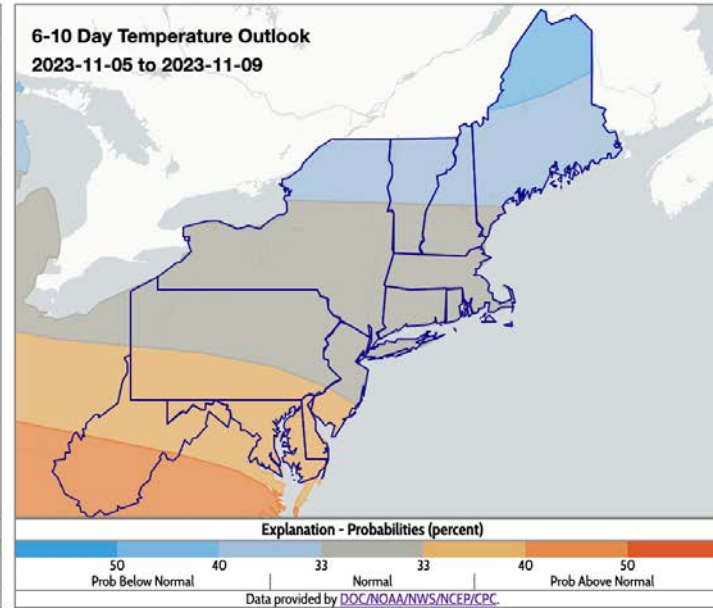 6-10 Day Temperature Outlook
2023-11-05 to 2023-11-09
Explanation - Probabilities (percent)
50 40 33 33 40 50
Prob Below Normal | Normal | Prob Above Normal
Data provided by DOC/NOAA/NWS/NCEP/CPC.